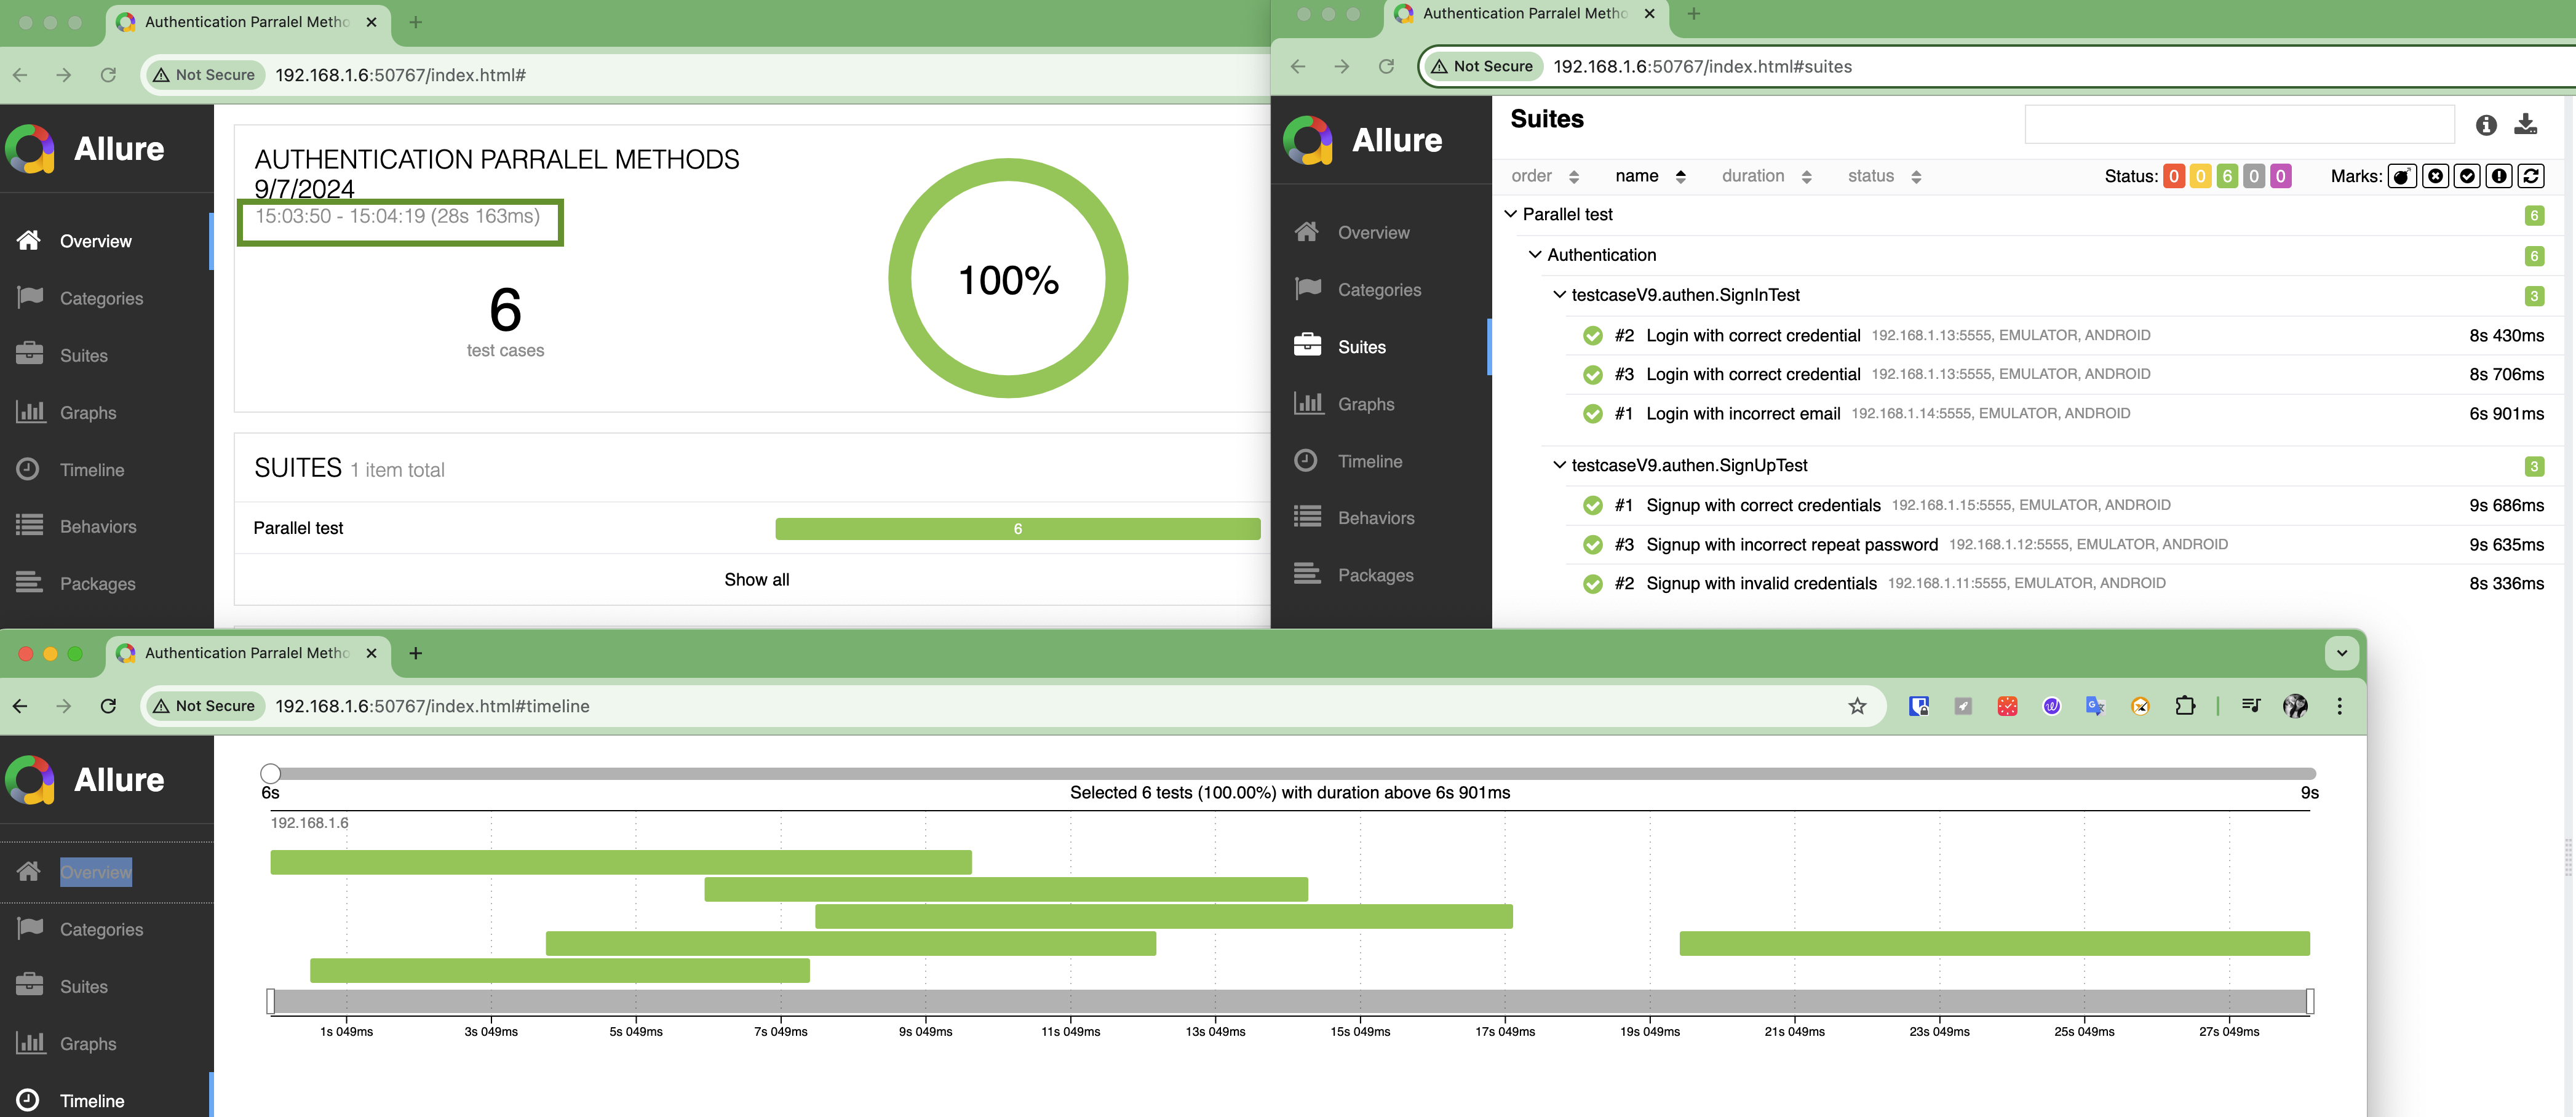 Authentication Parralel Metho
Not Secure
192.168.1.6:50767/index.html#
Allure
Overview
Categories
Suites
Graphs
Timeline
Behaviors
Packages
AUTHENTICATION PARRALEL METHODS
9/7/2024
15:03:50 - 15:04:19 (28s 163ms)
6
test cases
100%
SUITES 1 item total
Parallel test 6
Show all
Authentication Parralel Metho
Not Secure
192.168.1.6:50767/index.html#suites
Allure
Overview
Categories
Suites
Graphs
Timeline
Behaviors
Packages
Suites
order name duration status Status: 0 0 6 0 0 Marks:
Parallel test 6
Authentication 6
testcaseV9.authen.SignInTest 3
#2 Login with correct credential 192.168.1.13:5555, EMULATOR, ANDROID 8s 430ms
#3 Login with correct credential 192.168.1.13:5555, EMULATOR, ANDROID 8s 706ms
#1 Login with incorrect email 192.168.1.14:5555, EMULATOR, ANDROID 6s 901ms
testcaseV9.authen.SignUpTest 3
#1 Signup with correct credentials 192.168.1.15:5555, EMULATOR, ANDROID 9s 686ms
#3 Signup with incorrect repeat password 192.168.1.12:5555, EMULATOR, ANDROID 9s 635ms
#2 Signup with invalid credentials 192.168.1.11:5555, EMULATOR, ANDROID 8s 336ms
Authentication Parralel Metho
Not Secure
192.168.1.6:50767/index.html#timeline
Allure
Overview
Categories
Suites
Graphs
Timeline
6s Selected 6 tests (100.00%) with duration above 6s 901ms 9s
192.168.1.6
1s 049ms 3s 049ms 5s 049ms 7s 049ms 9s 049ms 11s 049ms 13s 049ms 15s 049ms 17s 049ms 19s 049ms 21s 049ms 23s 049ms 25s 049ms 27s 049ms